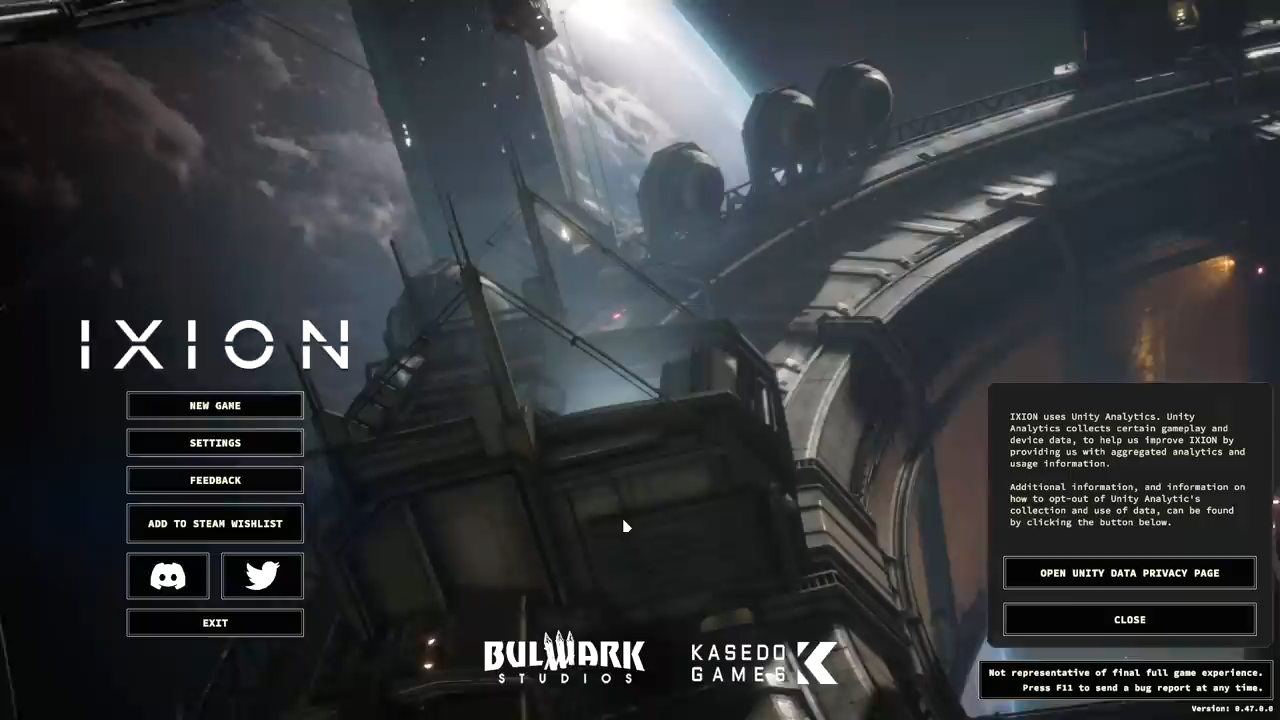 IXION
NEW GAME
SETTINGS
FEEDBACK
ADD TO STEAM WISHLIST
EXIT
BULWARK
STUDIOS
KASEDO
GAMES
IXION uses Unity Analytics. Unity
Analytics collects certain gameplay and
device data, to help us improve IXION by
providing us with aggregated analytics and
usage information.
Additional information, and information on
how to opt-out of Unity Analytic's
collection and use of data, can be found
by clicking the button below.
OPEN UNITY DATA PRIVACY PAGE
CLOSE
Not representative of final full game experience.
Press F11 to send a bug report at any time.
Version: 0.47.0.0